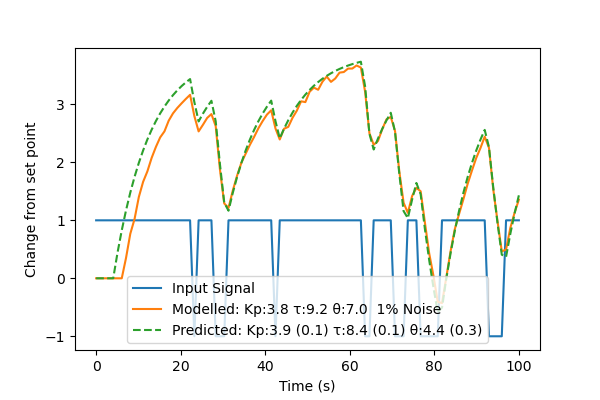 3
2
1
0
−1
Change from set point
Input Signal
Modelled: Kp:3.8 τ:9.2 θ:7.0  1% Noise
Predicted: Kp:3.9 (0.1) τ:8.4 (0.1) θ:4.4 (0.3)
0 20 40 60 80 100
Time (s)